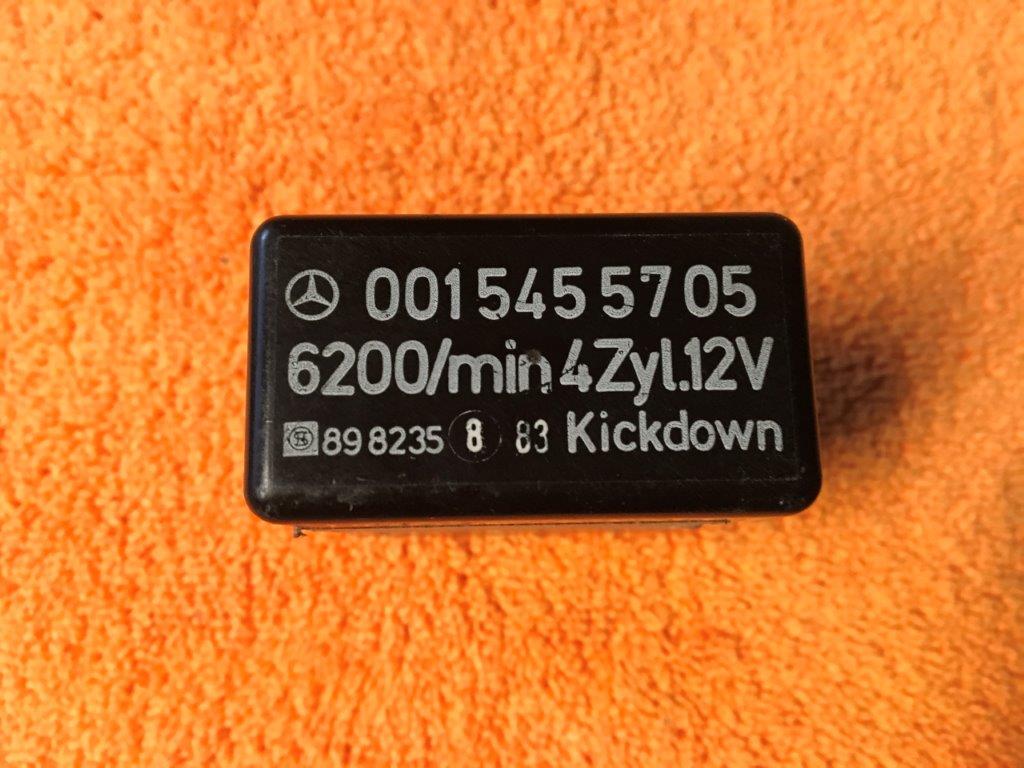 001 545 57 05
6200/min 4Zyl.12V
89 8235 8 83 Kickdown